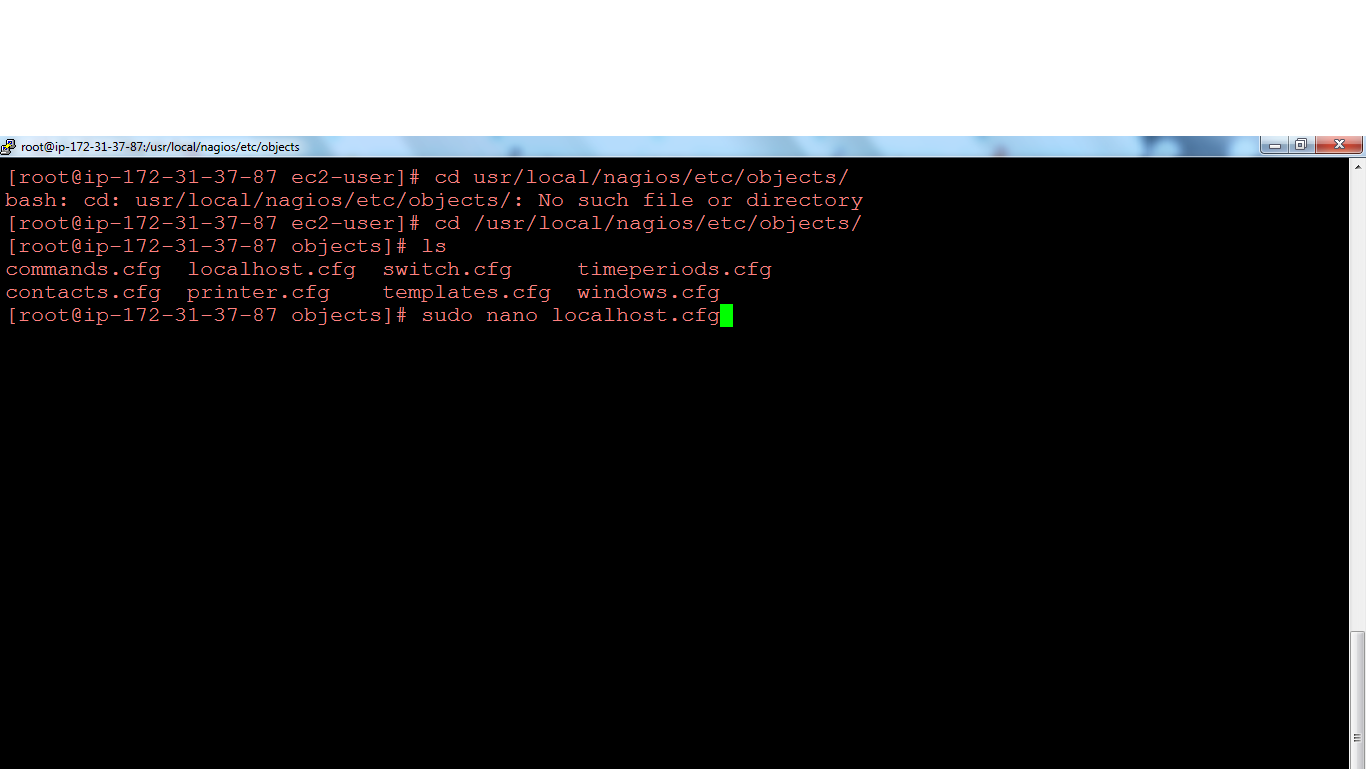 root@ip-172-31-37-87:/usr/local/nagios/etc/objects
[root@ip-172-31-37-87 ec2-user]# cd usr/local/nagios/etc/objects/
bash: cd: usr/local/nagios/etc/objects/: No such file or directory
[root@ip-172-31-37-87 ec2-user]# cd /usr/local/nagios/etc/objects/
[root@ip-172-31-37-87 objects]# ls
commands.cfg  localhost.cfg  switch.cfg     timeperiods.cfg
contacts.cfg  printer.cfg    templates.cfg  windows.cfg
[root@ip-172-31-37-87 objects]# sudo nano localhost.cfg